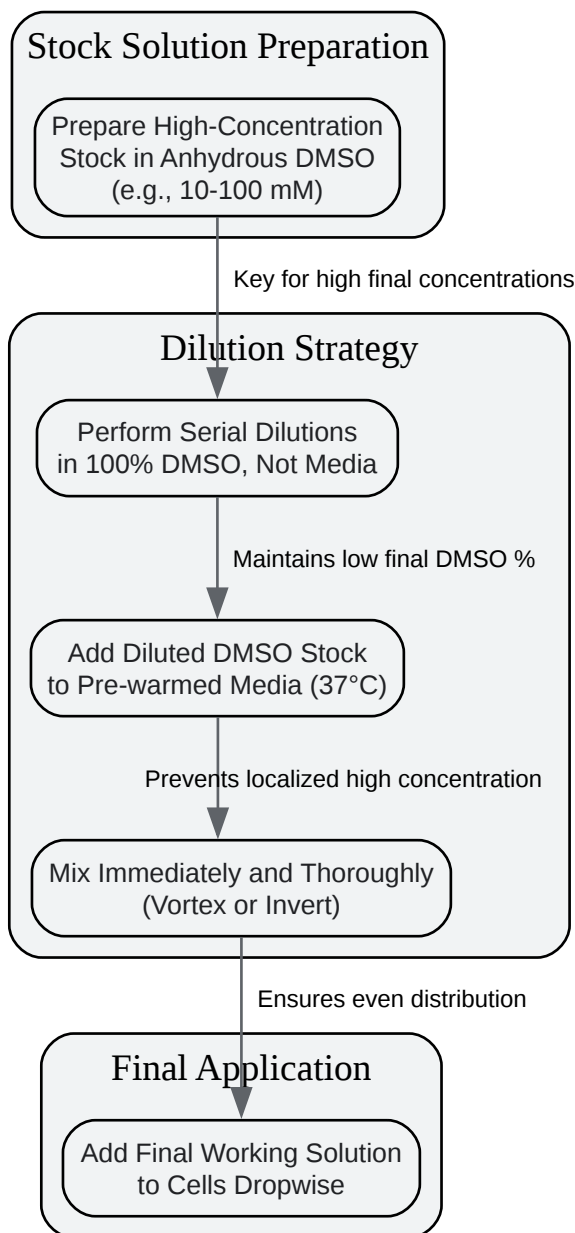 Stock Solution Preparation
Prepare High-Concentration
Stock in Anhydrous DMSO
(e.g., 10-100 mM)
Key for high final concentrations
Dilution Strategy
Perform Serial Dilutions
in 100% DMSO, Not Media
Maintains low final DMSO %
Add Diluted DMSO Stock
to Pre-warmed Media (37°C)
Prevents localized high concentration
Mix Immediately and Thoroughly
(Vortex or Invert)
Ensures even distribution
Final Application
Add Final Working Solution
to Cells Dropwise